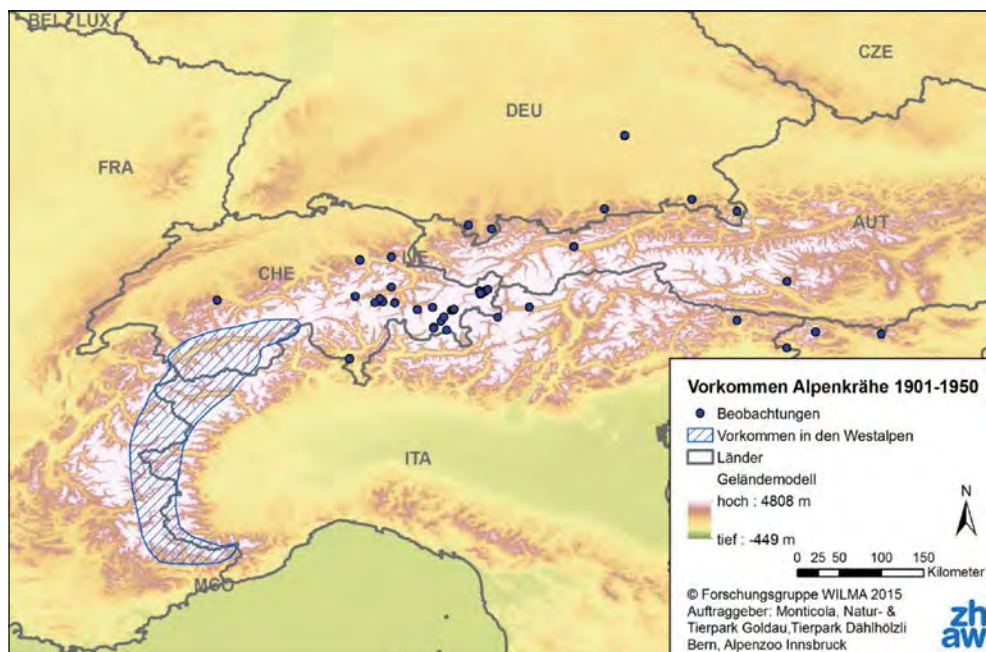 BEL
LUX
CZE
DEU
FRA
AUT
LIE
CHE
ITA
MCO
Vorkommen Alpenkrähe 1901-1950
Beobachtungen
Vorkommen in den Westalpen
Länder
Geländemodell
hoch : 4808 m
tief : -449 m
N
0 25 50 100 150
Kilometer
© Forschungsgruppe WILMA 2015
Auftraggeber: Monticola, Natur- &
Tierpark Goldau,Tierpark Dählhölzli
Bern, Alpenzoo Innsbruck
zh
aw